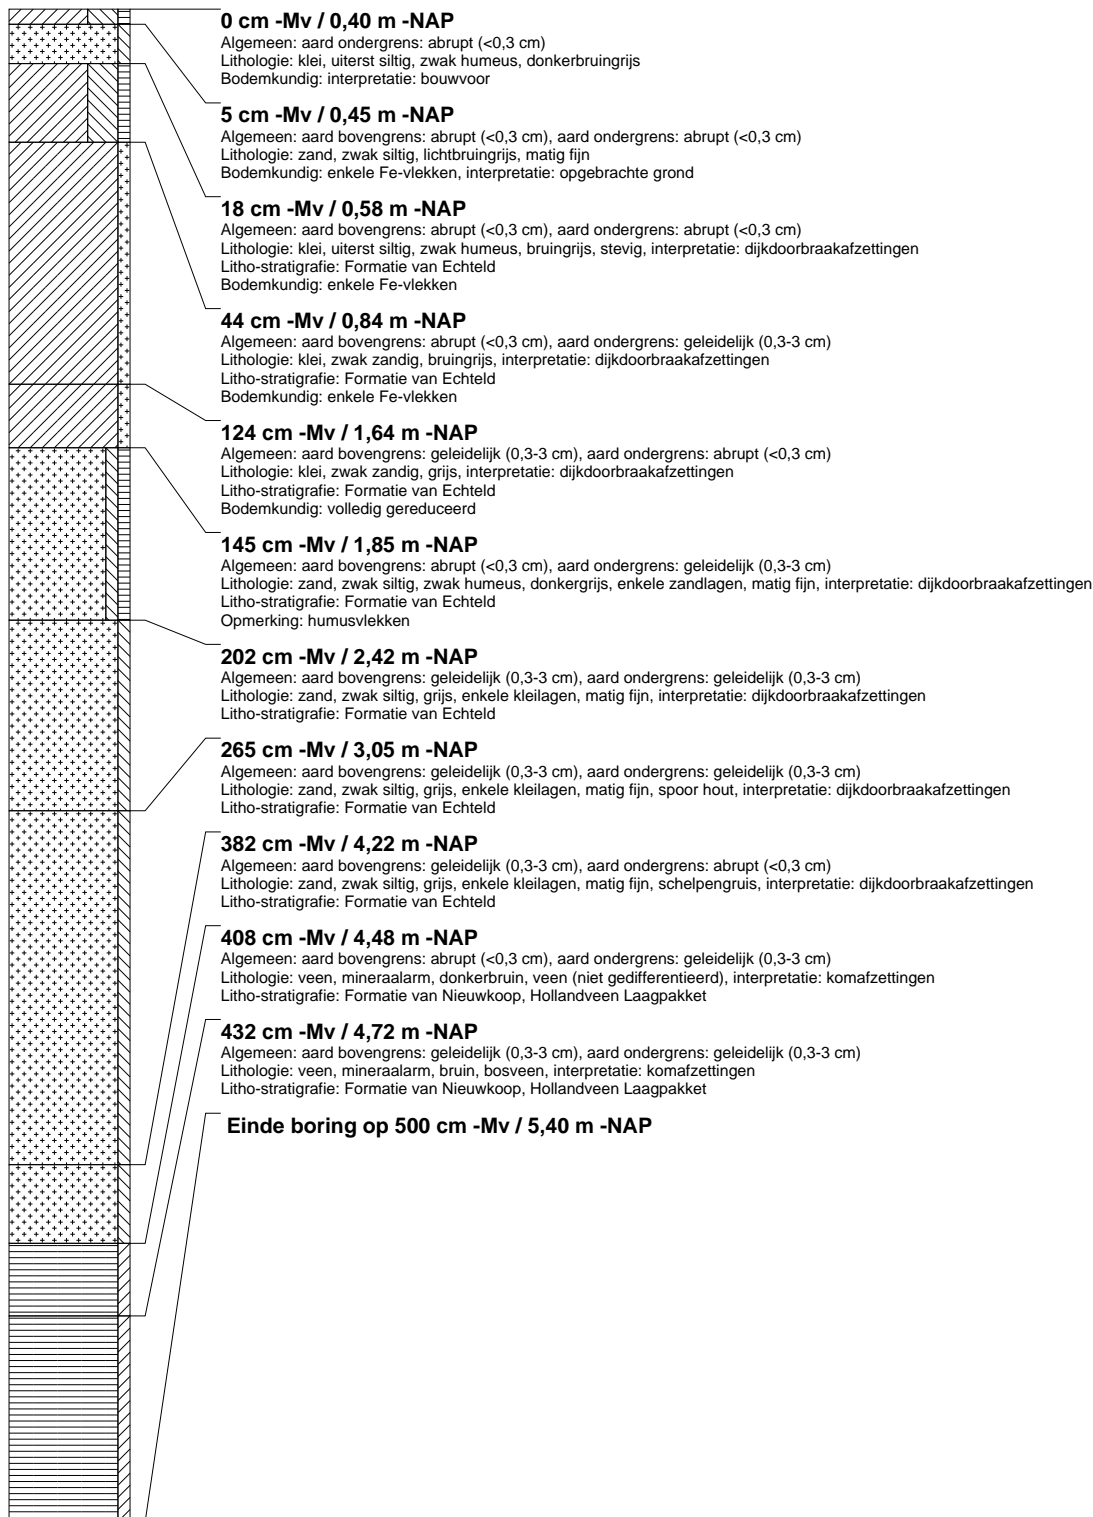 0 cm -Mv / 0,40 m -NAP
Algemeen: aard ondergrens: abrupt (<0,3 cm)
Lithologie: klei, uiterst siltig, zwak humeus, donkerbruingrijs
Bodemkundig: interpretatie: bouwvoor
5 cm -Mv / 0,45 m -NAP
Algemeen: aard bovengrens: abrupt (<0,3 cm), aard ondergrens: abrupt (<0,3 cm)
Lithologie: zand, zwak siltig, lichtbruingrijs, matig fijn
Bodemkundig: enkele Fe-vlekken, interpretatie: opgebrachte grond
18 cm -Mv / 0,58 m -NAP
Algemeen: aard bovengrens: abrupt (<0,3 cm), aard ondergrens: abrupt (<0,3 cm)
Lithologie: klei, uiterst siltig, zwak humeus, bruingrijs, stevig, interpretatie: dijkdoorbraakafzettingen
Litho-stratigrafie: Formatie van Echteld
Bodemkundig: enkele Fe-vlekken
44 cm -Mv / 0,84 m -NAP
Algemeen: aard bovengrens: abrupt (<0,3 cm), aard ondergrens: geleidelijk (0,3-3 cm)
Lithologie: klei, zwak zandig, bruingrijs, interpretatie: dijkdoorbraakafzettingen
Litho-stratigrafie: Formatie van Echteld
Bodemkundig: enkele Fe-vlekken
124 cm -Mv / 1,64 m -NAP
Algemeen: aard bovengrens: geleidelijk (0,3-3 cm), aard ondergrens: abrupt (<0,3 cm)
Lithologie: klei, zwak zandig, grijs, interpretatie: dijkdoorbraakafzettingen
Litho-stratigrafie: Formatie van Echteld
Bodemkundig: volledig gereduceerd
145 cm -Mv / 1,85 m -NAP
Algemeen: aard bovengrens: abrupt (<0,3 cm), aard ondergrens: geleidelijk (0,3-3 cm)
Lithologie: zand, zwak siltig, zwak humeus, donkergrijs, enkele zandlagen, matig fijn, interpretatie: dijkdoorbraakafzettingen
Litho-stratigrafie: Formatie van Echteld
Opmerking: humusvlekken
202 cm -Mv / 2,42 m -NAP
Algemeen: aard bovengrens: geleidelijk (0,3-3 cm), aard ondergrens: geleidelijk (0,3-3 cm)
Lithologie: zand, zwak siltig, grijs, enkele kleilagen, matig fijn, interpretatie: dijkdoorbraakafzettingen
Litho-stratigrafie: Formatie van Echteld
265 cm -Mv / 3,05 m -NAP
Algemeen: aard bovengrens: geleidelijk (0,3-3 cm), aard ondergrens: geleidelijk (0,3-3 cm)
Lithologie: zand, zwak siltig, grijs, enkele kleilagen, matig fijn, spoor hout, interpretatie: dijkdoorbraakafzettingen
Litho-stratigrafie: Formatie van Echteld
382 cm -Mv / 4,22 m -NAP
Algemeen: aard bovengrens: geleidelijk (0,3-3 cm), aard ondergrens: abrupt (<0,3 cm)
Lithologie: zand, zwak siltig, grijs, enkele kleilagen, matig fijn, schelpengruis, interpretatie: dijkdoorbraakafzettingen
Litho-stratigrafie: Formatie van Echteld
408 cm -Mv / 4,48 m -NAP
Algemeen: aard bovengrens: abrupt (<0,3 cm), aard ondergrens: geleidelijk (0,3-3 cm)
Lithologie: veen, mineraalarm, donkerbruin, veen (niet gedifferentieerd), interpretatie: komafzettingen
Litho-stratigrafie: Formatie van Nieuwkoop, Hollandveen Laagpakket
432 cm -Mv / 4,72 m -NAP
Algemeen: aard bovengrens: geleidelijk (0,3-3 cm), aard ondergrens: geleidelijk (0,3-3 cm)
Lithologie: veen, mineraalarm, bruin, bosveen, interpretatie: komafzettingen
Litho-stratigrafie: Formatie van Nieuwkoop, Hollandveen Laagpakket
Einde boring op 500 cm -Mv / 5,40 m -NAP